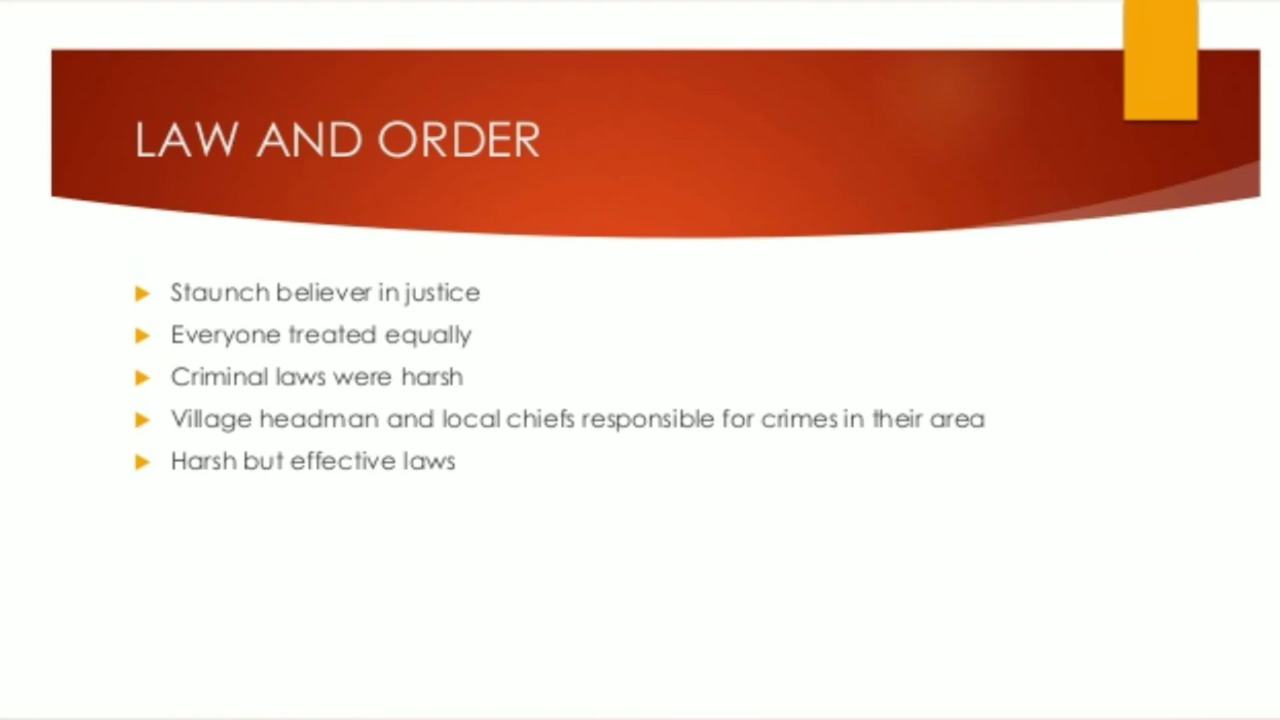 LAW AND ORDER
Staunch believer in justice
Everyone treated equally
Criminal laws were harsh
Village headman and local chiefs responsible for crimes in their area
Harsh but effective laws